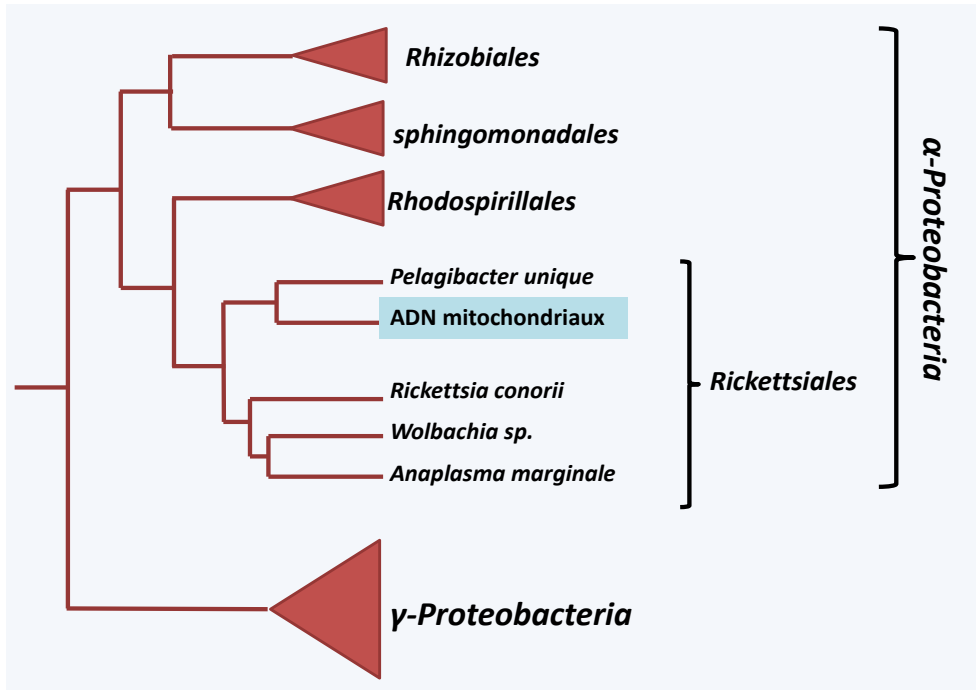 Rhizobiales
sphingomonadales
Rhodospirillales
Pelagibacter unique
ADN mitochondriaux
Rickettsia conorii
Wolbachia sp.
Anaplasma marginale
Rickettsiales
α-Proteobacteria
γ-Proteobacteria